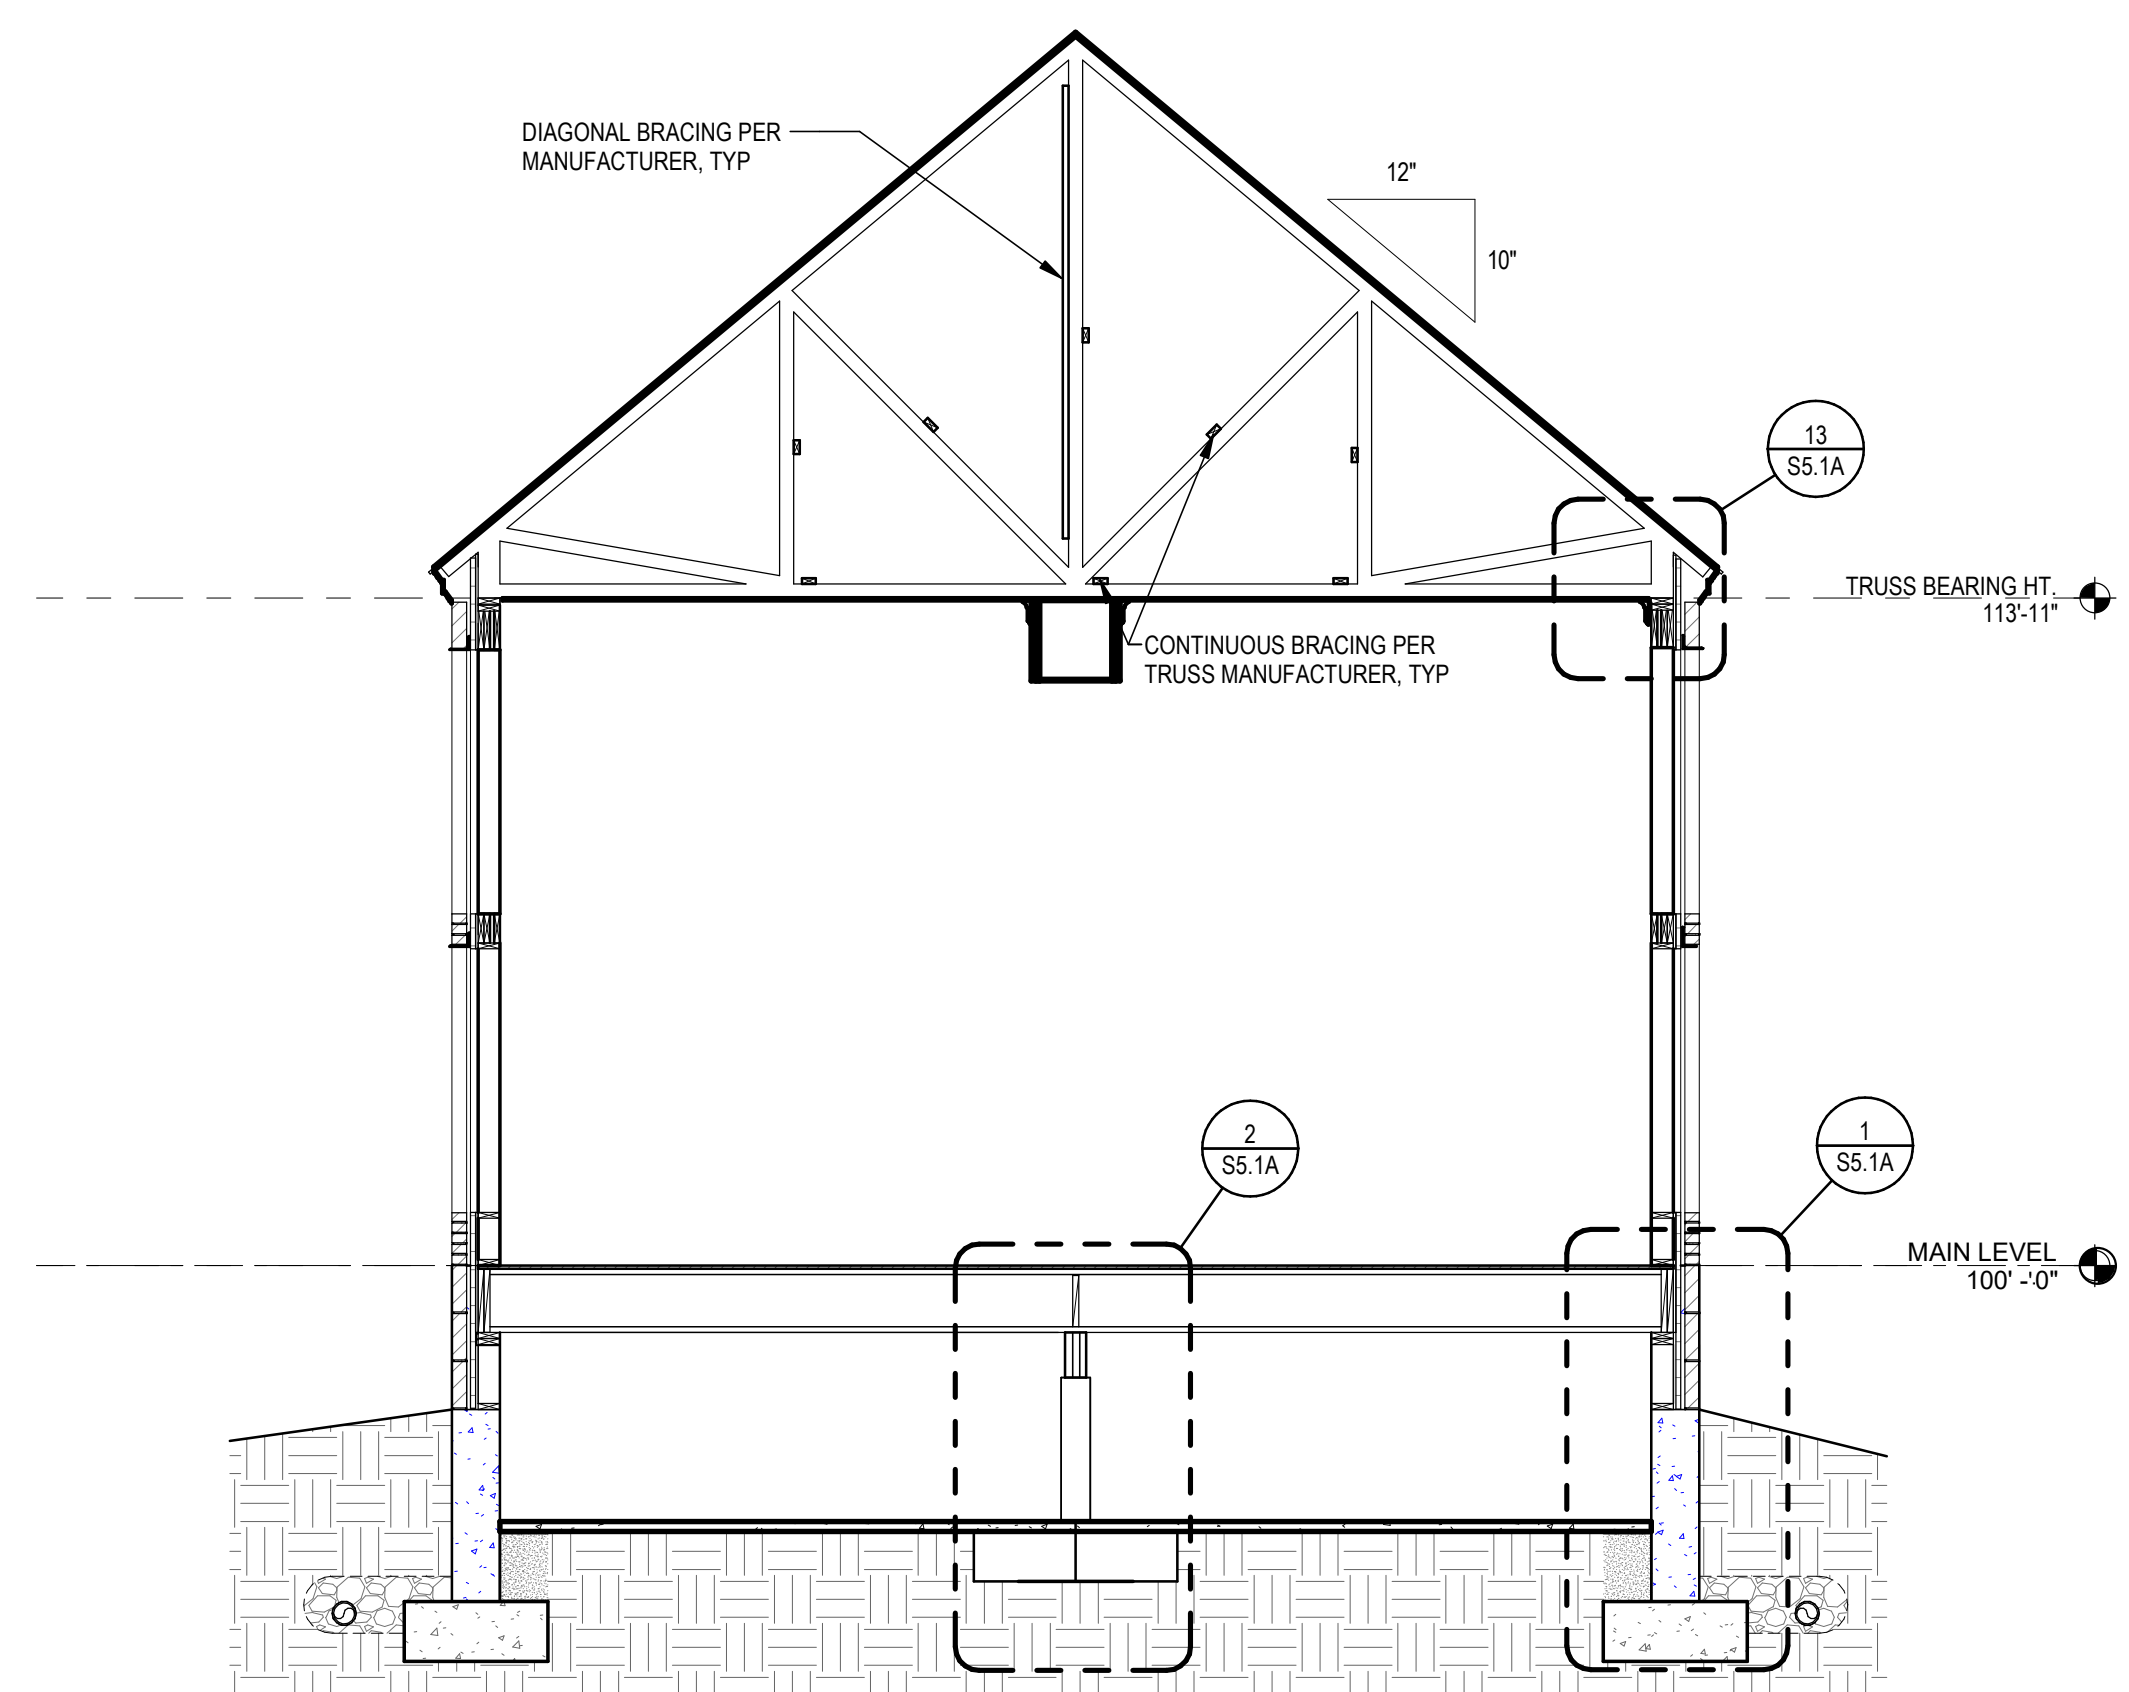 DIAGONAL BRACING PER
MANUFACTURER, TYP
12"
10"
13
S5.1A
TRUSS BEARING HT.
113'-11"
CONTINUOUS BRACING PER
TRUSS MANUFACTURER, TYP
2
S5.1A
1
S5.1A
MAIN LEVEL
100' -'0"